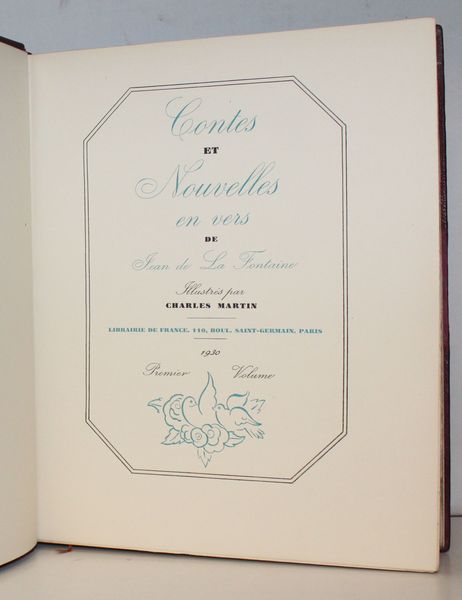 Contes
ET
Nouvelles
en vers
DE
Jean de La Fontaine
Illustrés par
CHARLES MARTIN
LIBRAIRIE DE FRANCE, 110, BOUL. SAINT-GERMAIN, PARIS
1930
Premier Volume